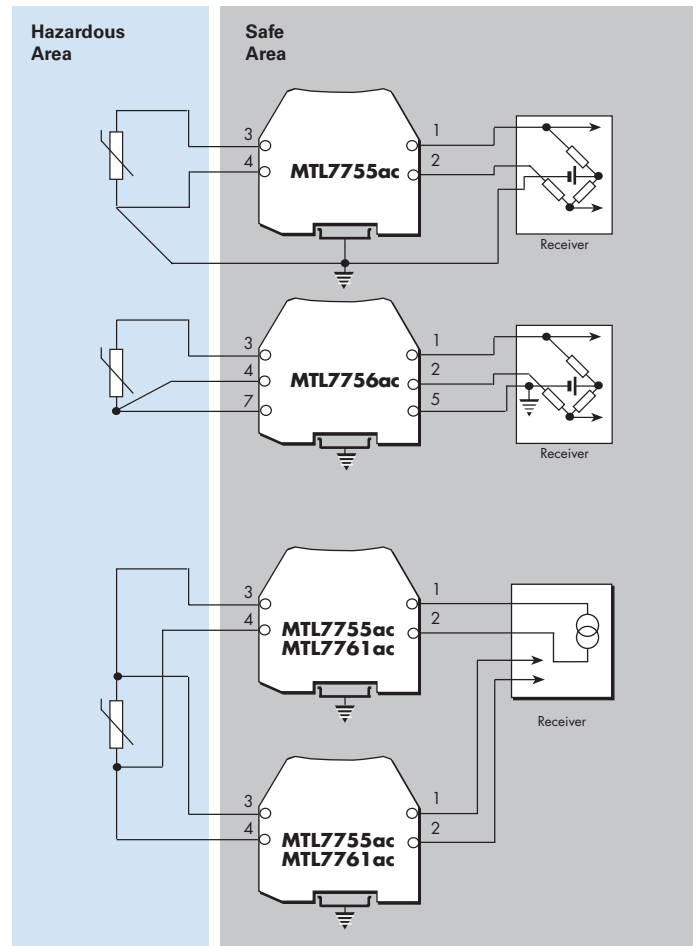 Hazardous
Area
Safe
Area
3
4
MTL7755ac
1
2
Receiver
3
4
7
MTL7756ac
1
2
5
Receiver
3
4
MTL7755ac
MTL7761ac
1
2
Receiver
3
4
MTL7755ac
MTL7761ac
1
2